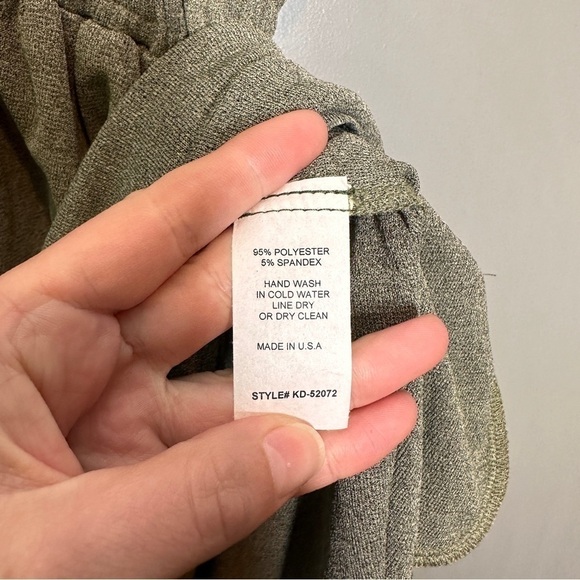 95% POLYESTER
5% SPANDEX
HAND WASH
IN COLD WATER
LINE DRY
OR DRY CLEAN
MADE IN U.S.A
STYLE# KD-52072